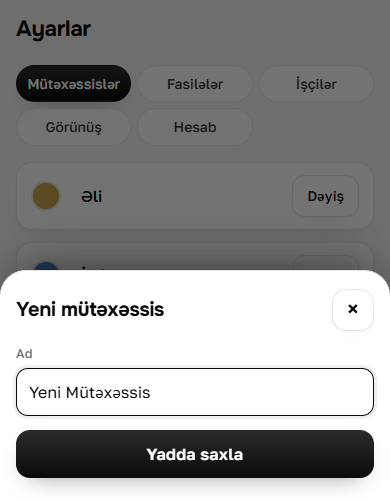 Ayarlar
Mütəxəssislər Fasilələr İşçilər
Görünüş Hesab
Əli Dəyiş
Yeni mütəxəssis ×
Ad
Yeni Mütəxəssis
Yadda saxla